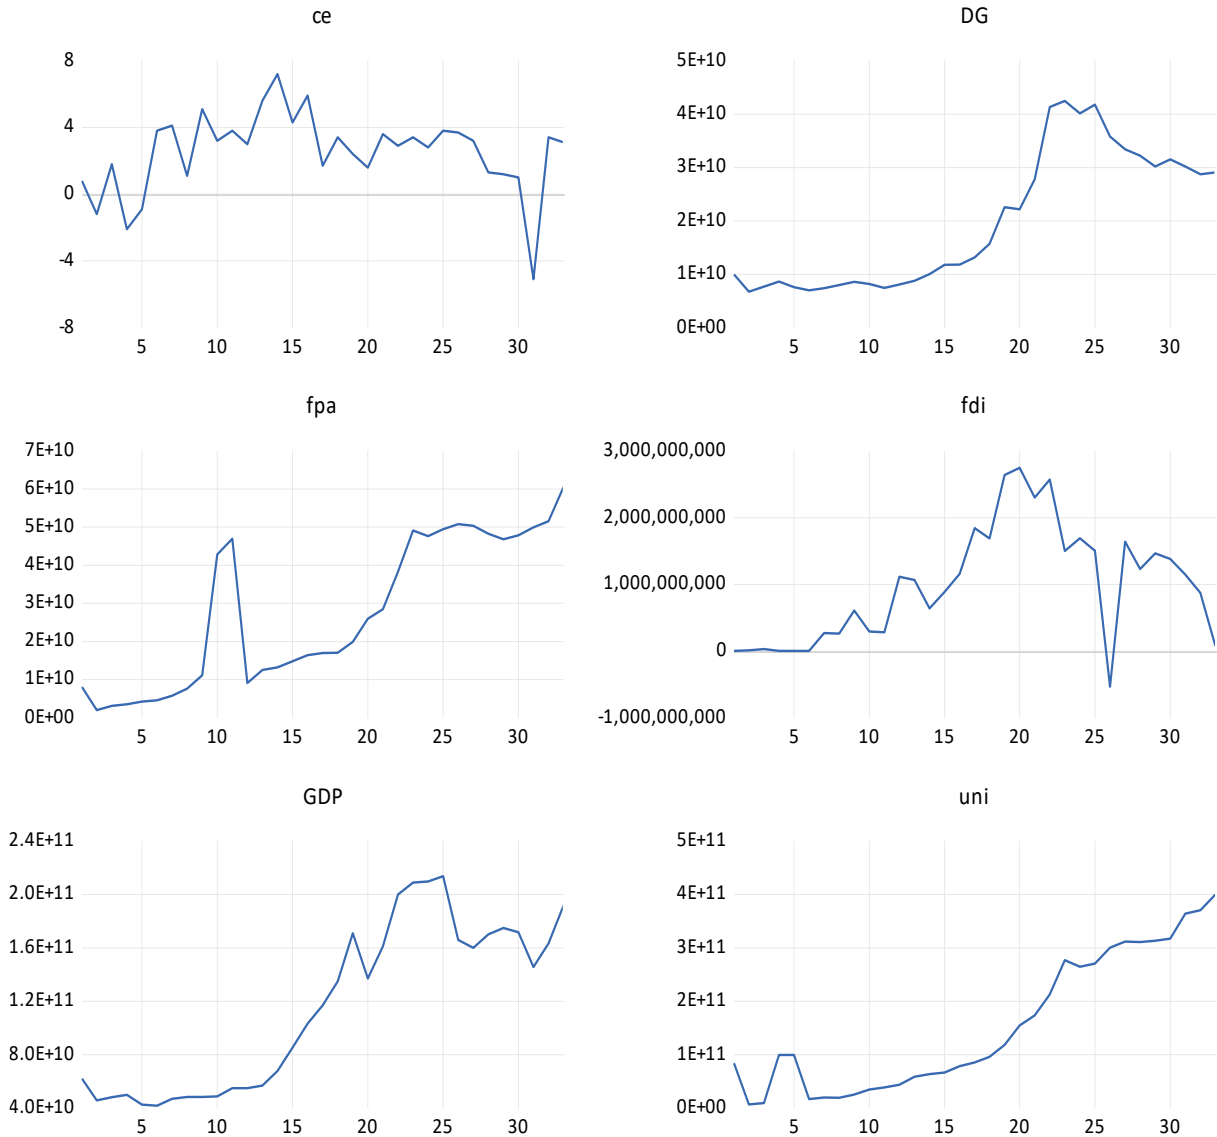 ce
8
4
0
-4
-8
5 10 15 20 25 30
DG
5E+10
4E+10
3E+10
2E+10
1E+10
0E+00
5 10 15 20 25 30
fpa
7E+10
6E+10
5E+10
4E+10
3E+10
2E+10
1E+10
0E+00
5 10 15 20 25 30
fdi
3,000,000,000
2,000,000,000
1,000,000,000
0
-1,000,000,000
5 10 15 20 25 30
GDP
2.4E+11
2.0E+11
1.6E+11
1.2E+11
8.0E+10
4.0E+10
5 10 15 20 25 30
uni
5E+11
4E+11
3E+11
2E+11
1E+11
0E+00
5 10 15 20 25 30